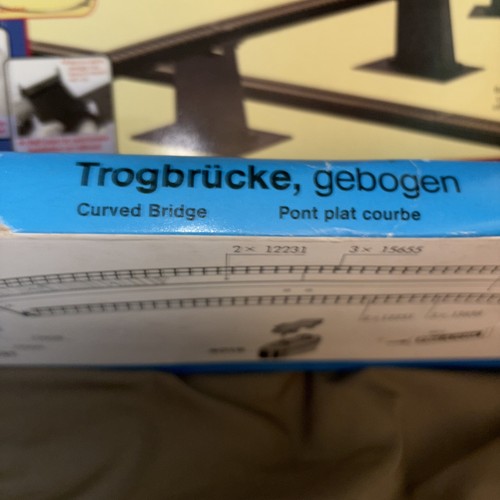 Trogbrücke, gebogen
Curved Bridge Pont plat courbe
2 x 12231 3 x 15655